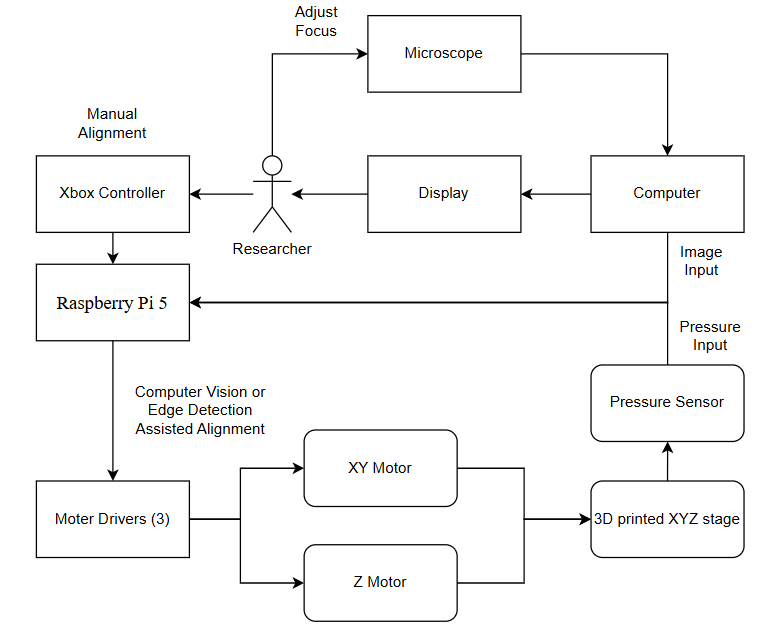 Adjust
Focus
Microscope
Manual
Alignment
Xbox Controller
Display
Computer
Researcher
Image
Input
Raspberry Pi 5
Pressure
Input
Computer Vision or
Edge Detection
Assisted Alignment
Pressure Sensor
XY Motor
Moter Drivers (3)
3D printed XYZ stage
Z Motor